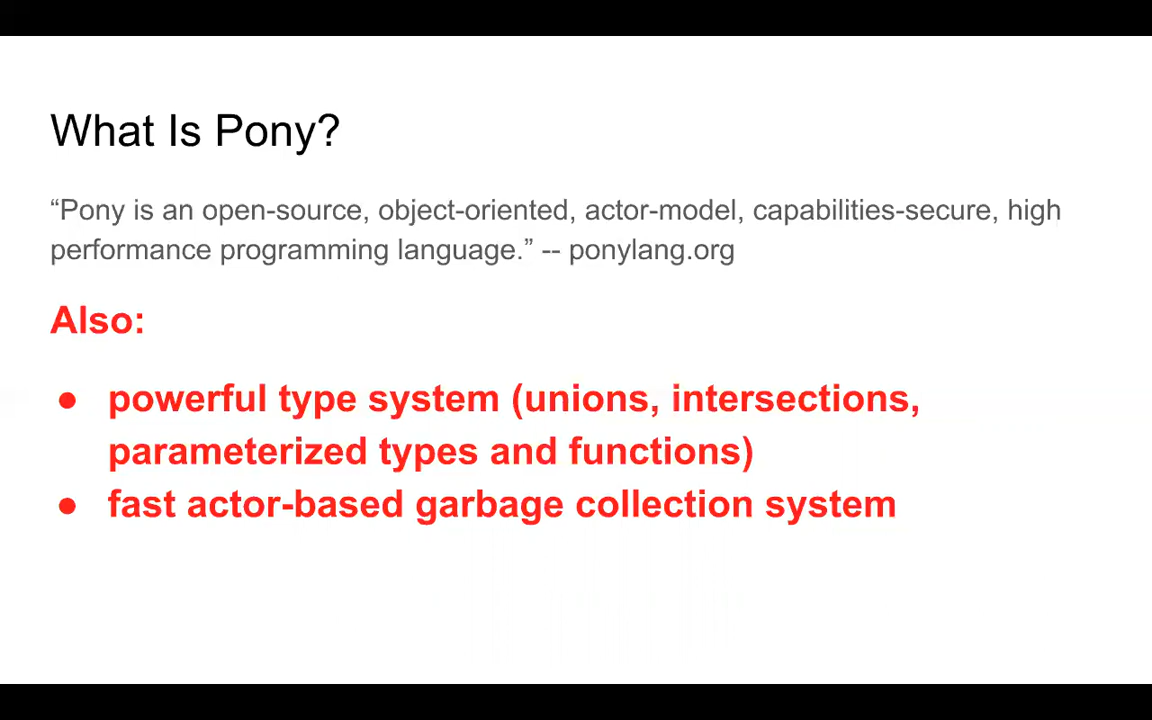 What Is Pony?
“Pony is an open-source, object-oriented, actor-model, capabilities-secure, high
performance programming language.” -- ponylang.org
Also:
● powerful type system (unions, intersections,
parameterized types and functions)
● fast actor-based garbage collection system